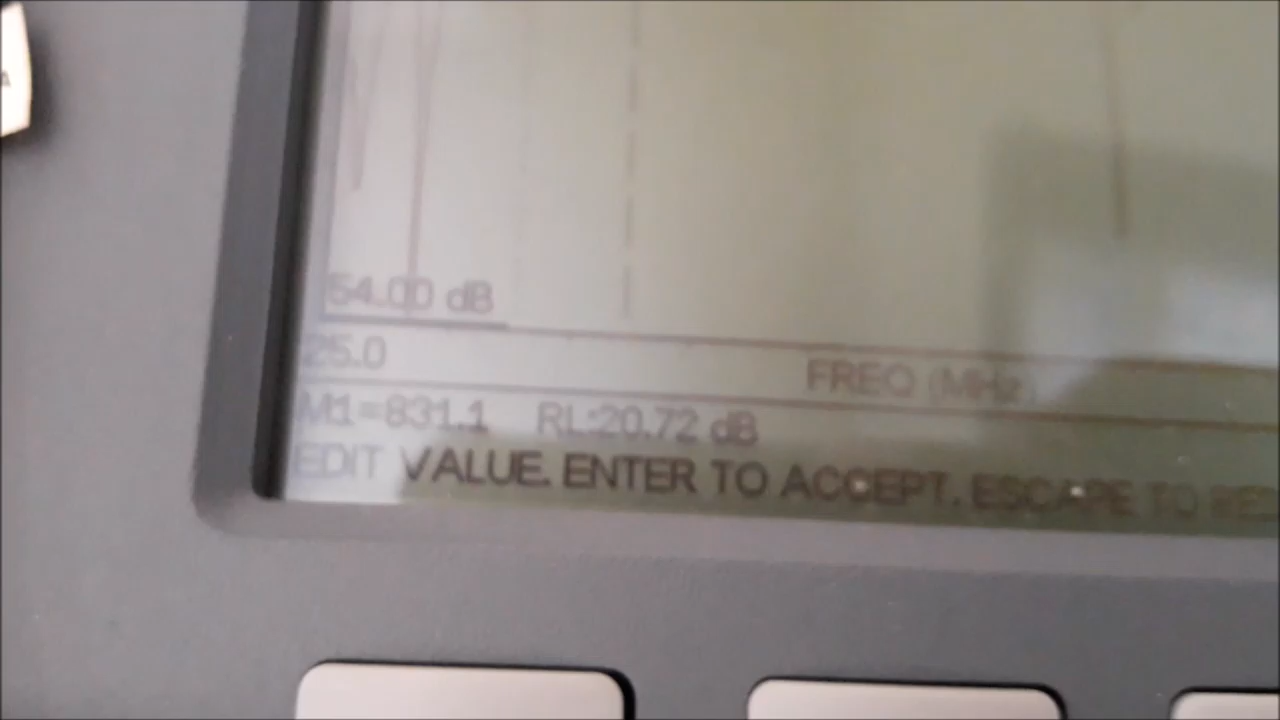 54.00 dB
25.0
FREQ (MHz)
M1=831.1 RL:20.72 dB
EDIT VALUE. ENTER TO ACCEPT. ESCAPE TO